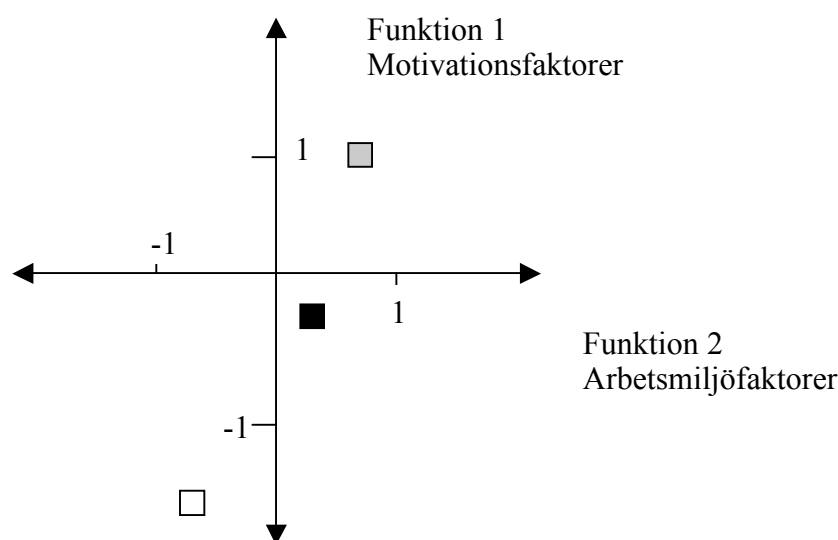 Funktion 1
Motivationsfaktorer
1
-1
1
Funktion 2
Arbetsmiljöfaktorer
-1